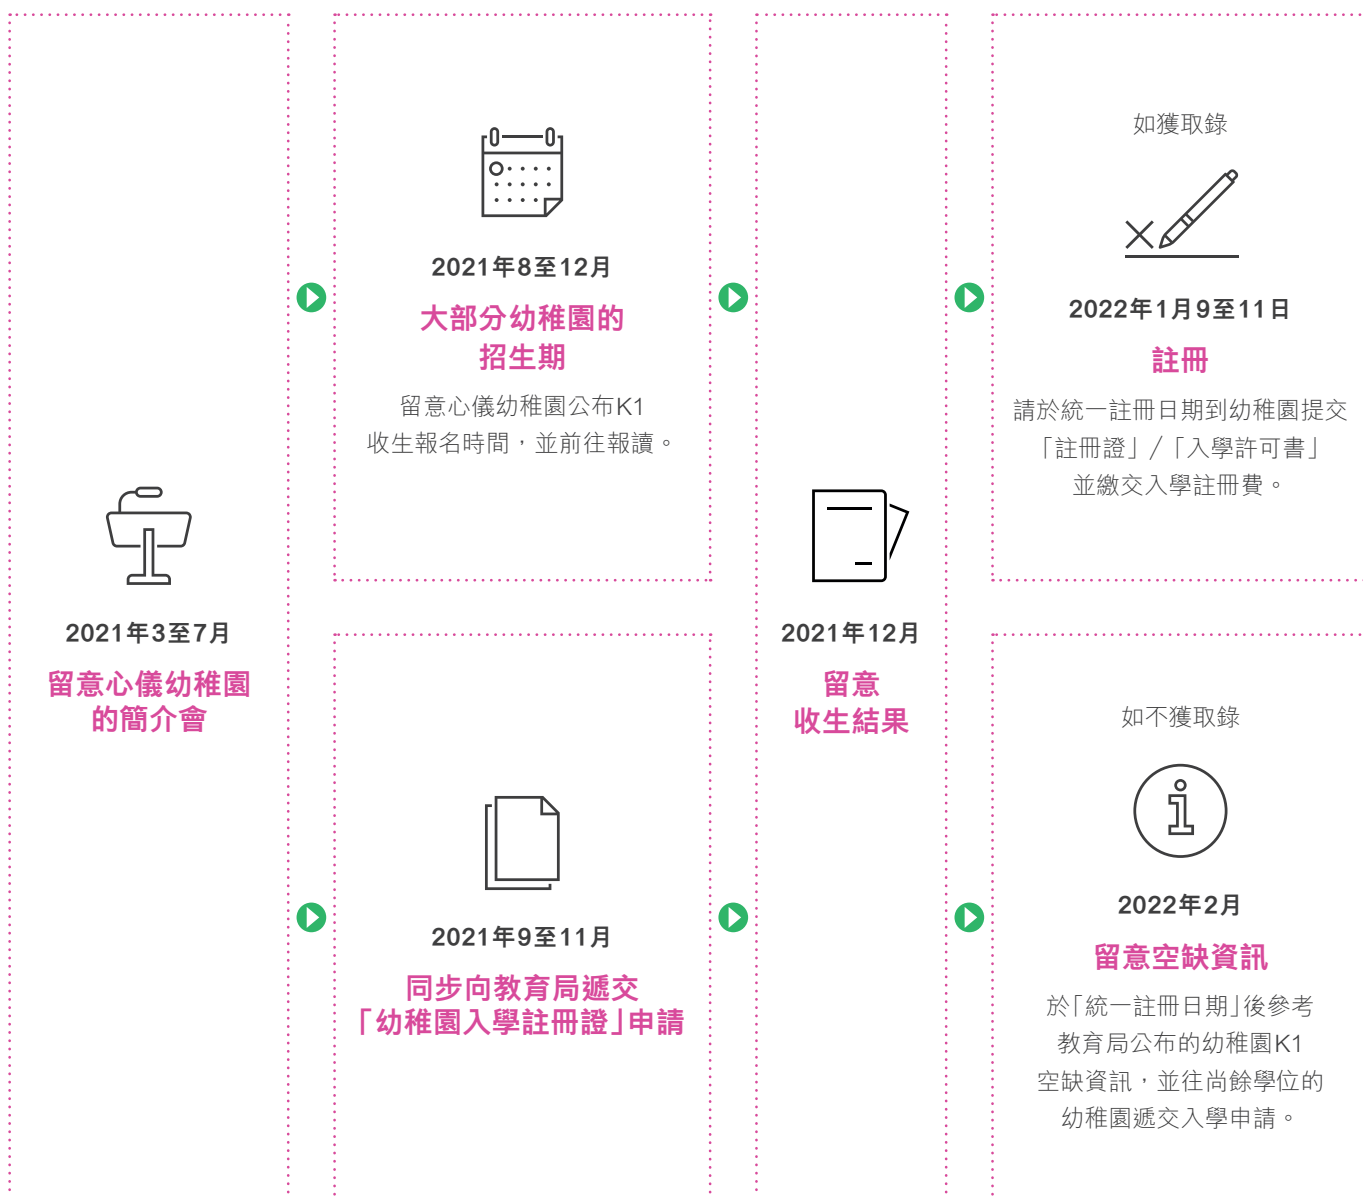 2021年3至7月
留意心儀幼稚園
的簡介會
2021年8至12月
大部分幼稚園的
招生期
留意心儀幼稚園公布K1
收生報名時間，並前往報讀。
2021年9至11月
同步向教育局遞交
「幼稚園入學註冊證」申請
2021年12月
留意
收生結果
如獲取錄
2022年1月9至11日
註冊
請於統一註冊日期到幼稚園提交
「註冊證」/「入學許可書」
並繳交入學註冊費。
如不獲取錄
2022年2月
留意空缺資訊
於「統一註冊日期」後參考
教育局公布的幼稚園K1
空缺資訊，並往尚餘學位的
幼稚園遞交入學申請。